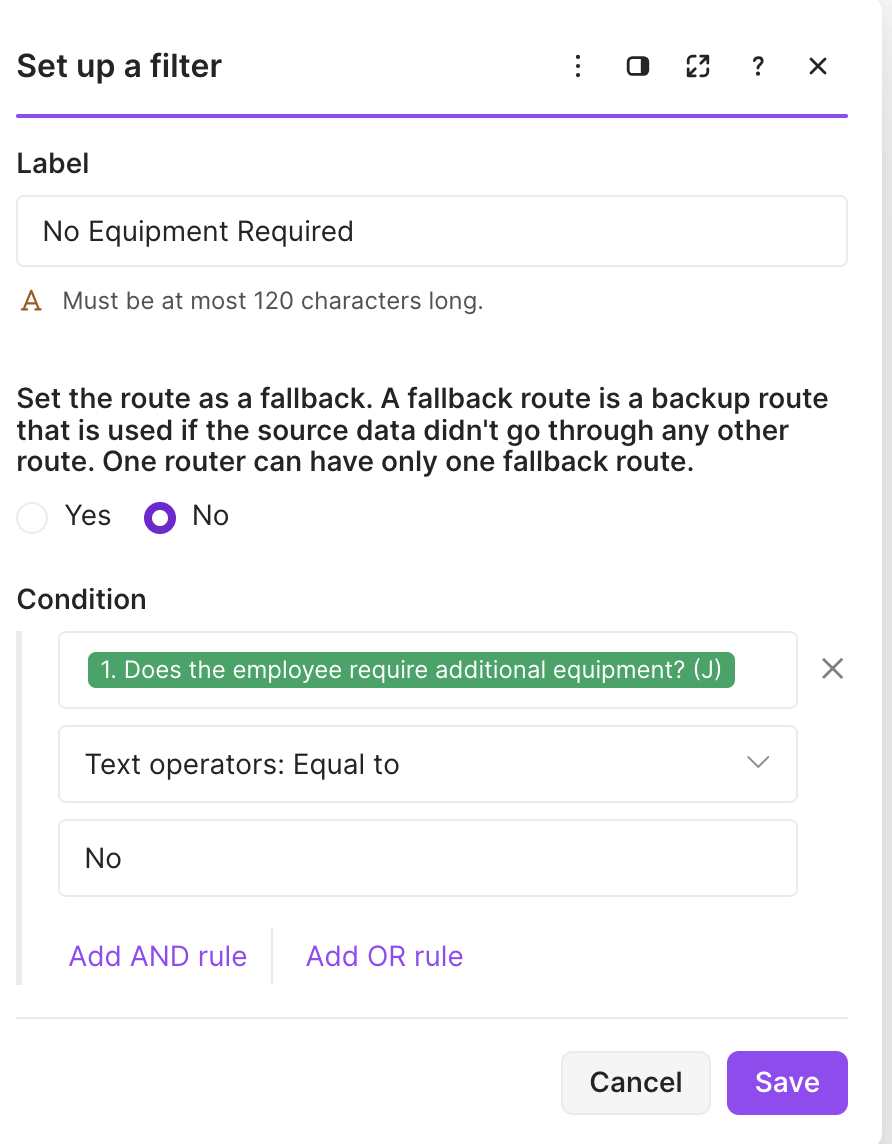 Set up a filter
?
Label
No Equipment Required
A Must be at most 120 characters long.
Set the route as a fallback. A fallback route is a backup route
that is used if the source data didn't go through any other
route. One router can have only one fallback route.
Yes No
Condition
1. Does the employee require additional equipment? (J)
Text operators: Equal to
No
Add AND rule Add OR rule
Cancel Save